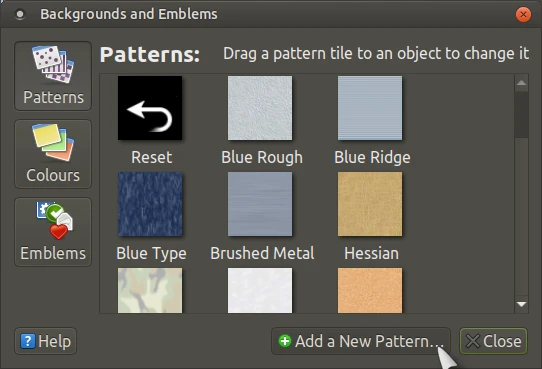 Backgrounds and Emblems
Patterns: Drag a pattern tile to an object to change it
Patterns
Colours
Emblems
Reset Blue Rough Blue Ridge
Blue Type Brushed Metal Hessian
Help Add a New Pattern... Close